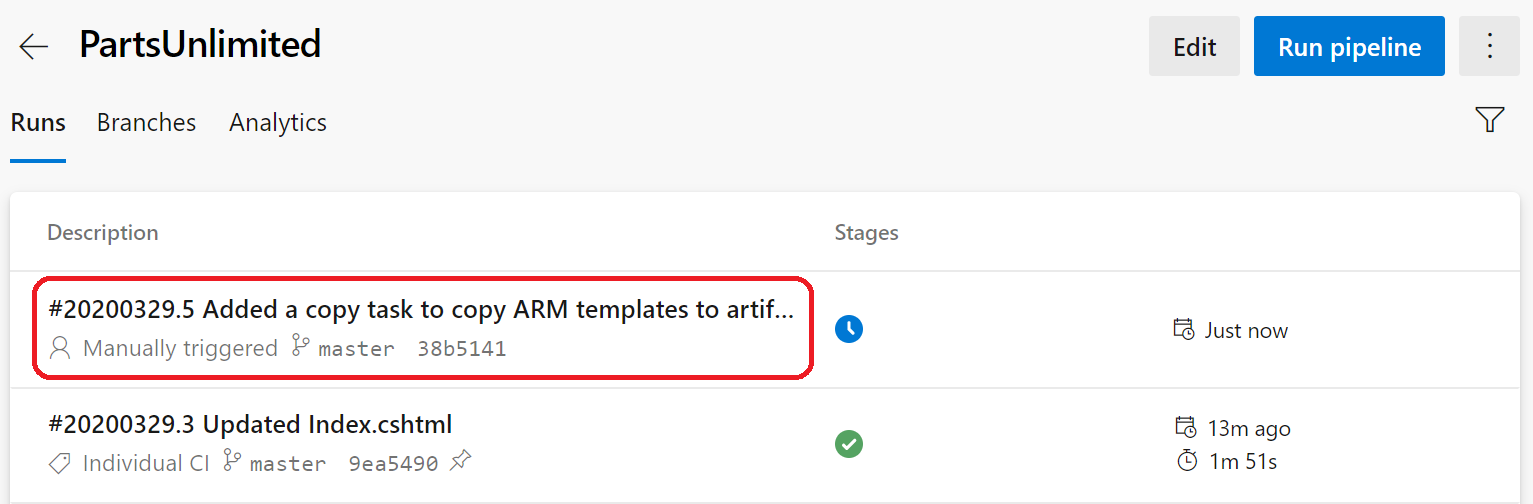 PartsUnlimited
Edit
Run pipeline
Runs Branches Analytics
Description Stages
#20200329.5 Added a copy task to copy ARM templates to artif...
Manually triggered master 38b5141
Just now
#20200329.3 Updated Index.cshtml
Individual CI master 9ea5490
13m ago
1m 51s